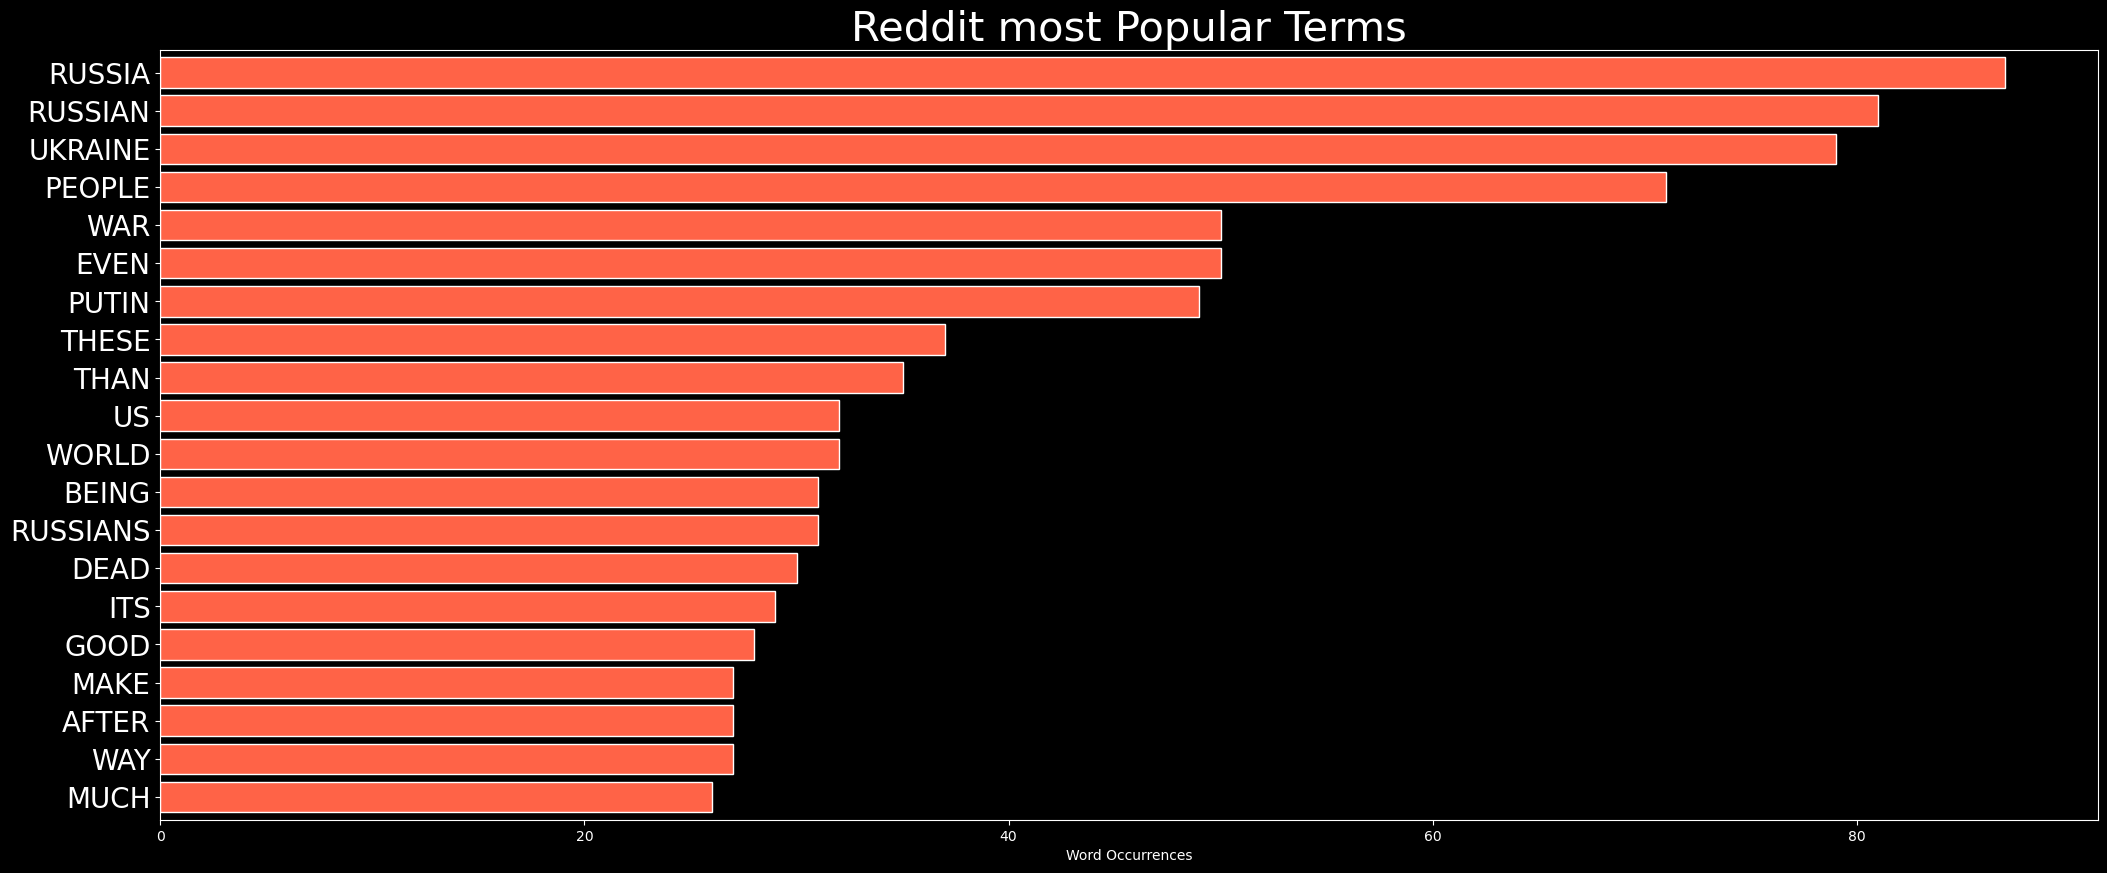 Reddit most Popular Terms
RUSSIA
RUSSIAN
UKRAINE
PEOPLE
WAR
EVEN
PUTIN
THESE
THAN
US
WORLD
BEING
RUSSIANS
DEAD
ITS
GOOD
MAKE
AFTER
WAY
MUCH
0 20 40 60 80
Word Occurrences